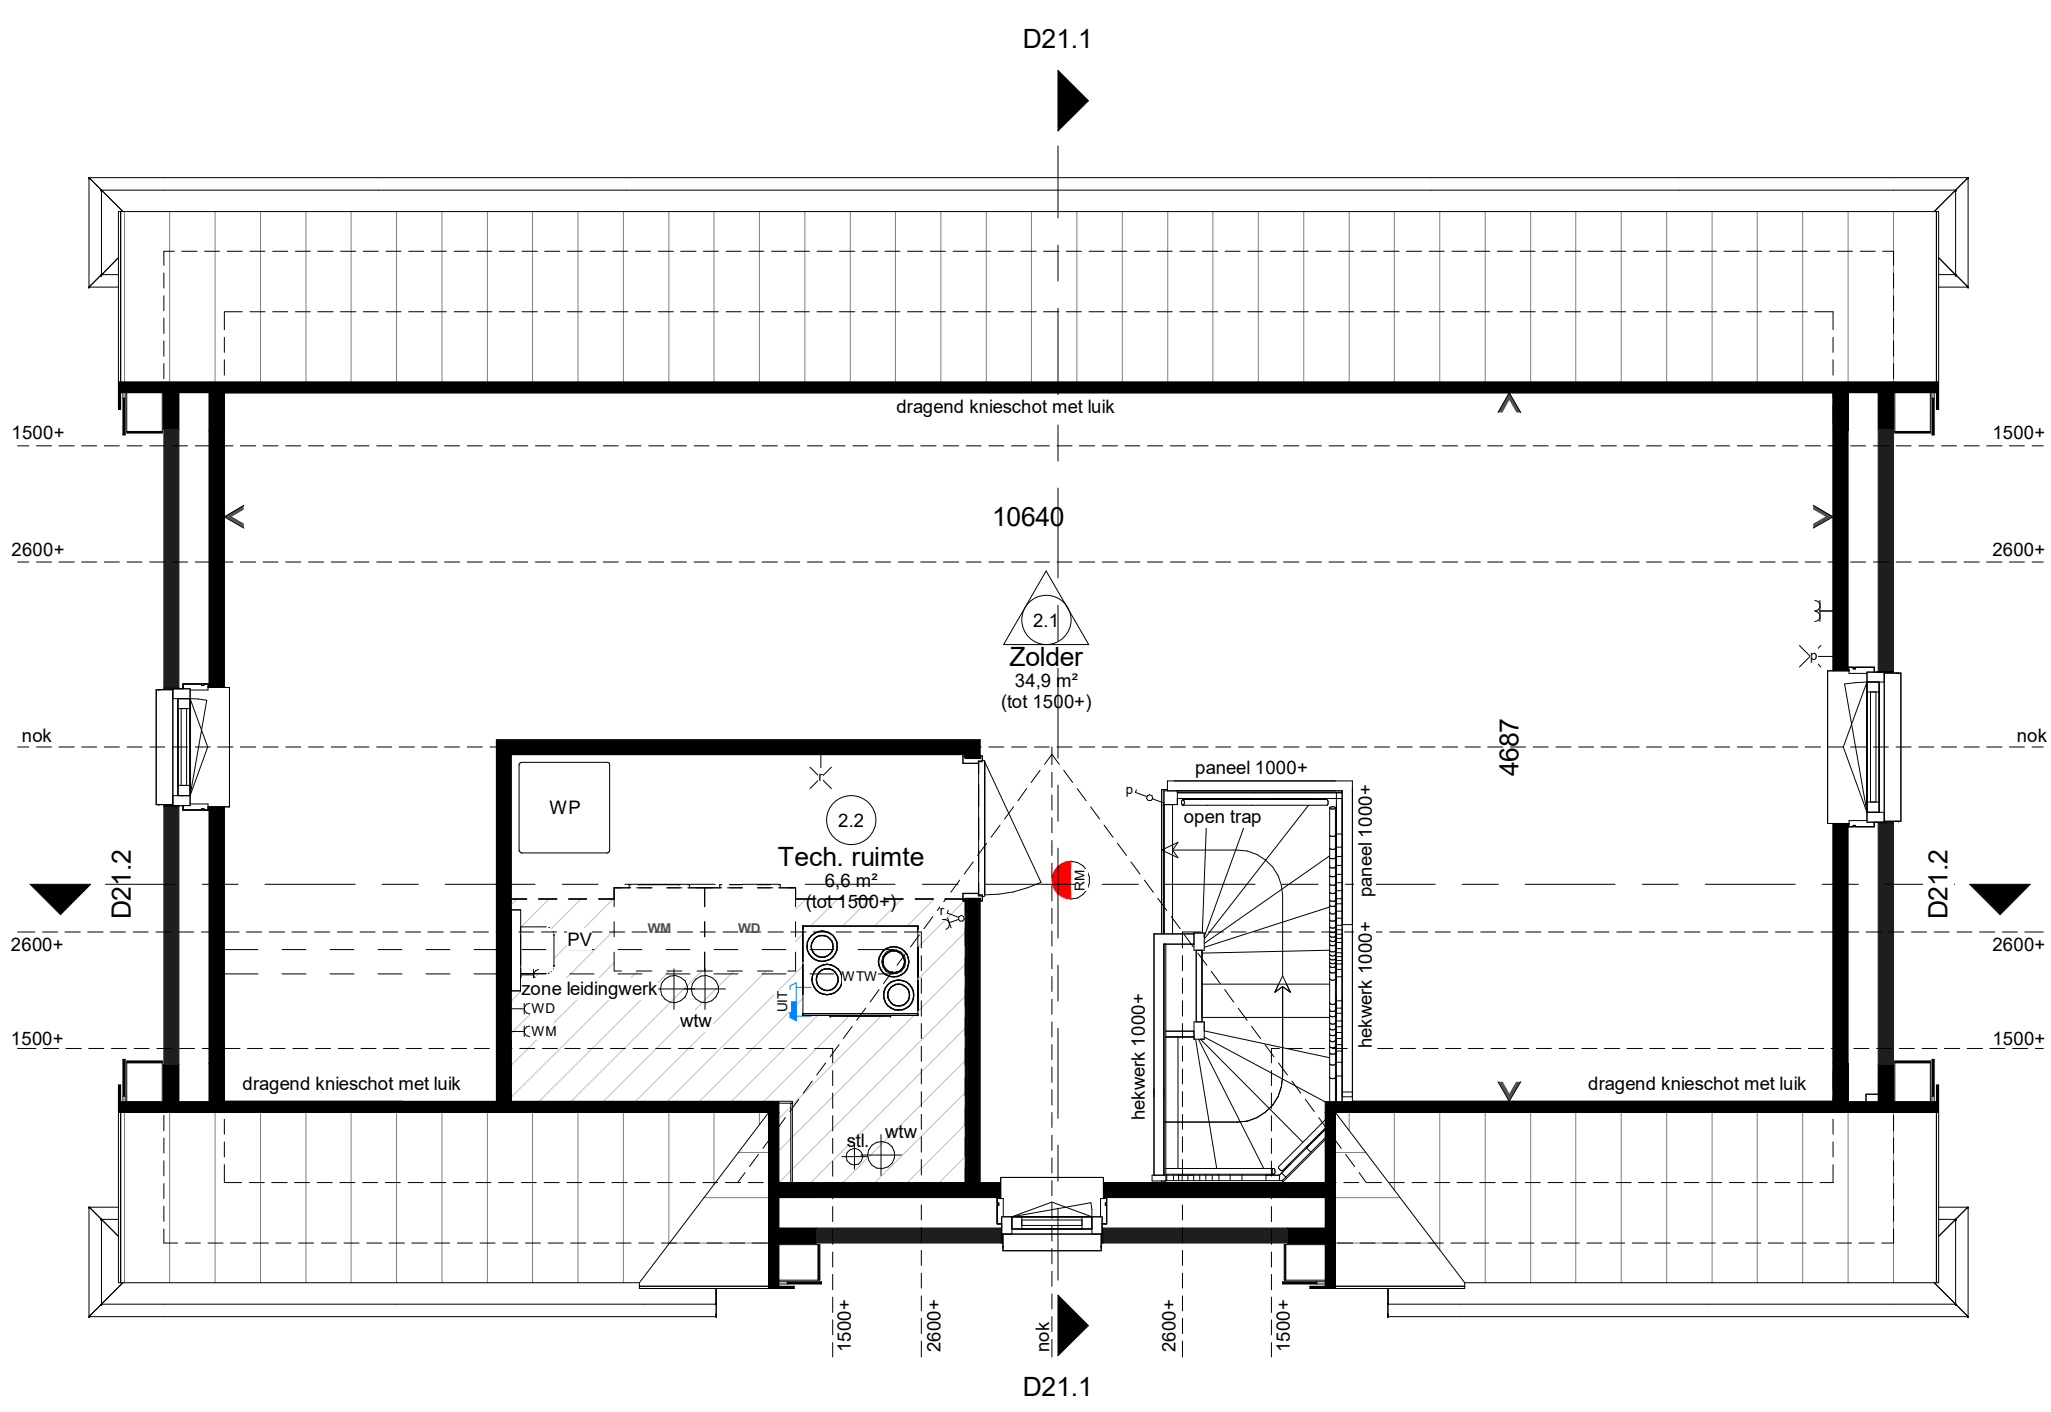 D21.1
dragend knieschot met luik
1500+
1500+
10640
2600+
2600+
2.1
Zolder
34,9 m²
(tot 1500+)
p
nok
nok
4687
paneel 1000+
p
open trap
paneel 1000+
WP
r
2.2
Tech. ruimte
6,6 m²
(tot 1500+)
RM
D21.2
D21.2
r
WM
WD
PV
2600+
2600+
hekwerk 1000+
r
WTW
zone leidingwerk
UIT
WD
wtw
WM
hekwerk 1000+
1500+
1500+
dragend knieschot met luik
dragend knieschot met luik
stl.
wtw
1500+
2600+
nok
2600+
1500+
D21.1